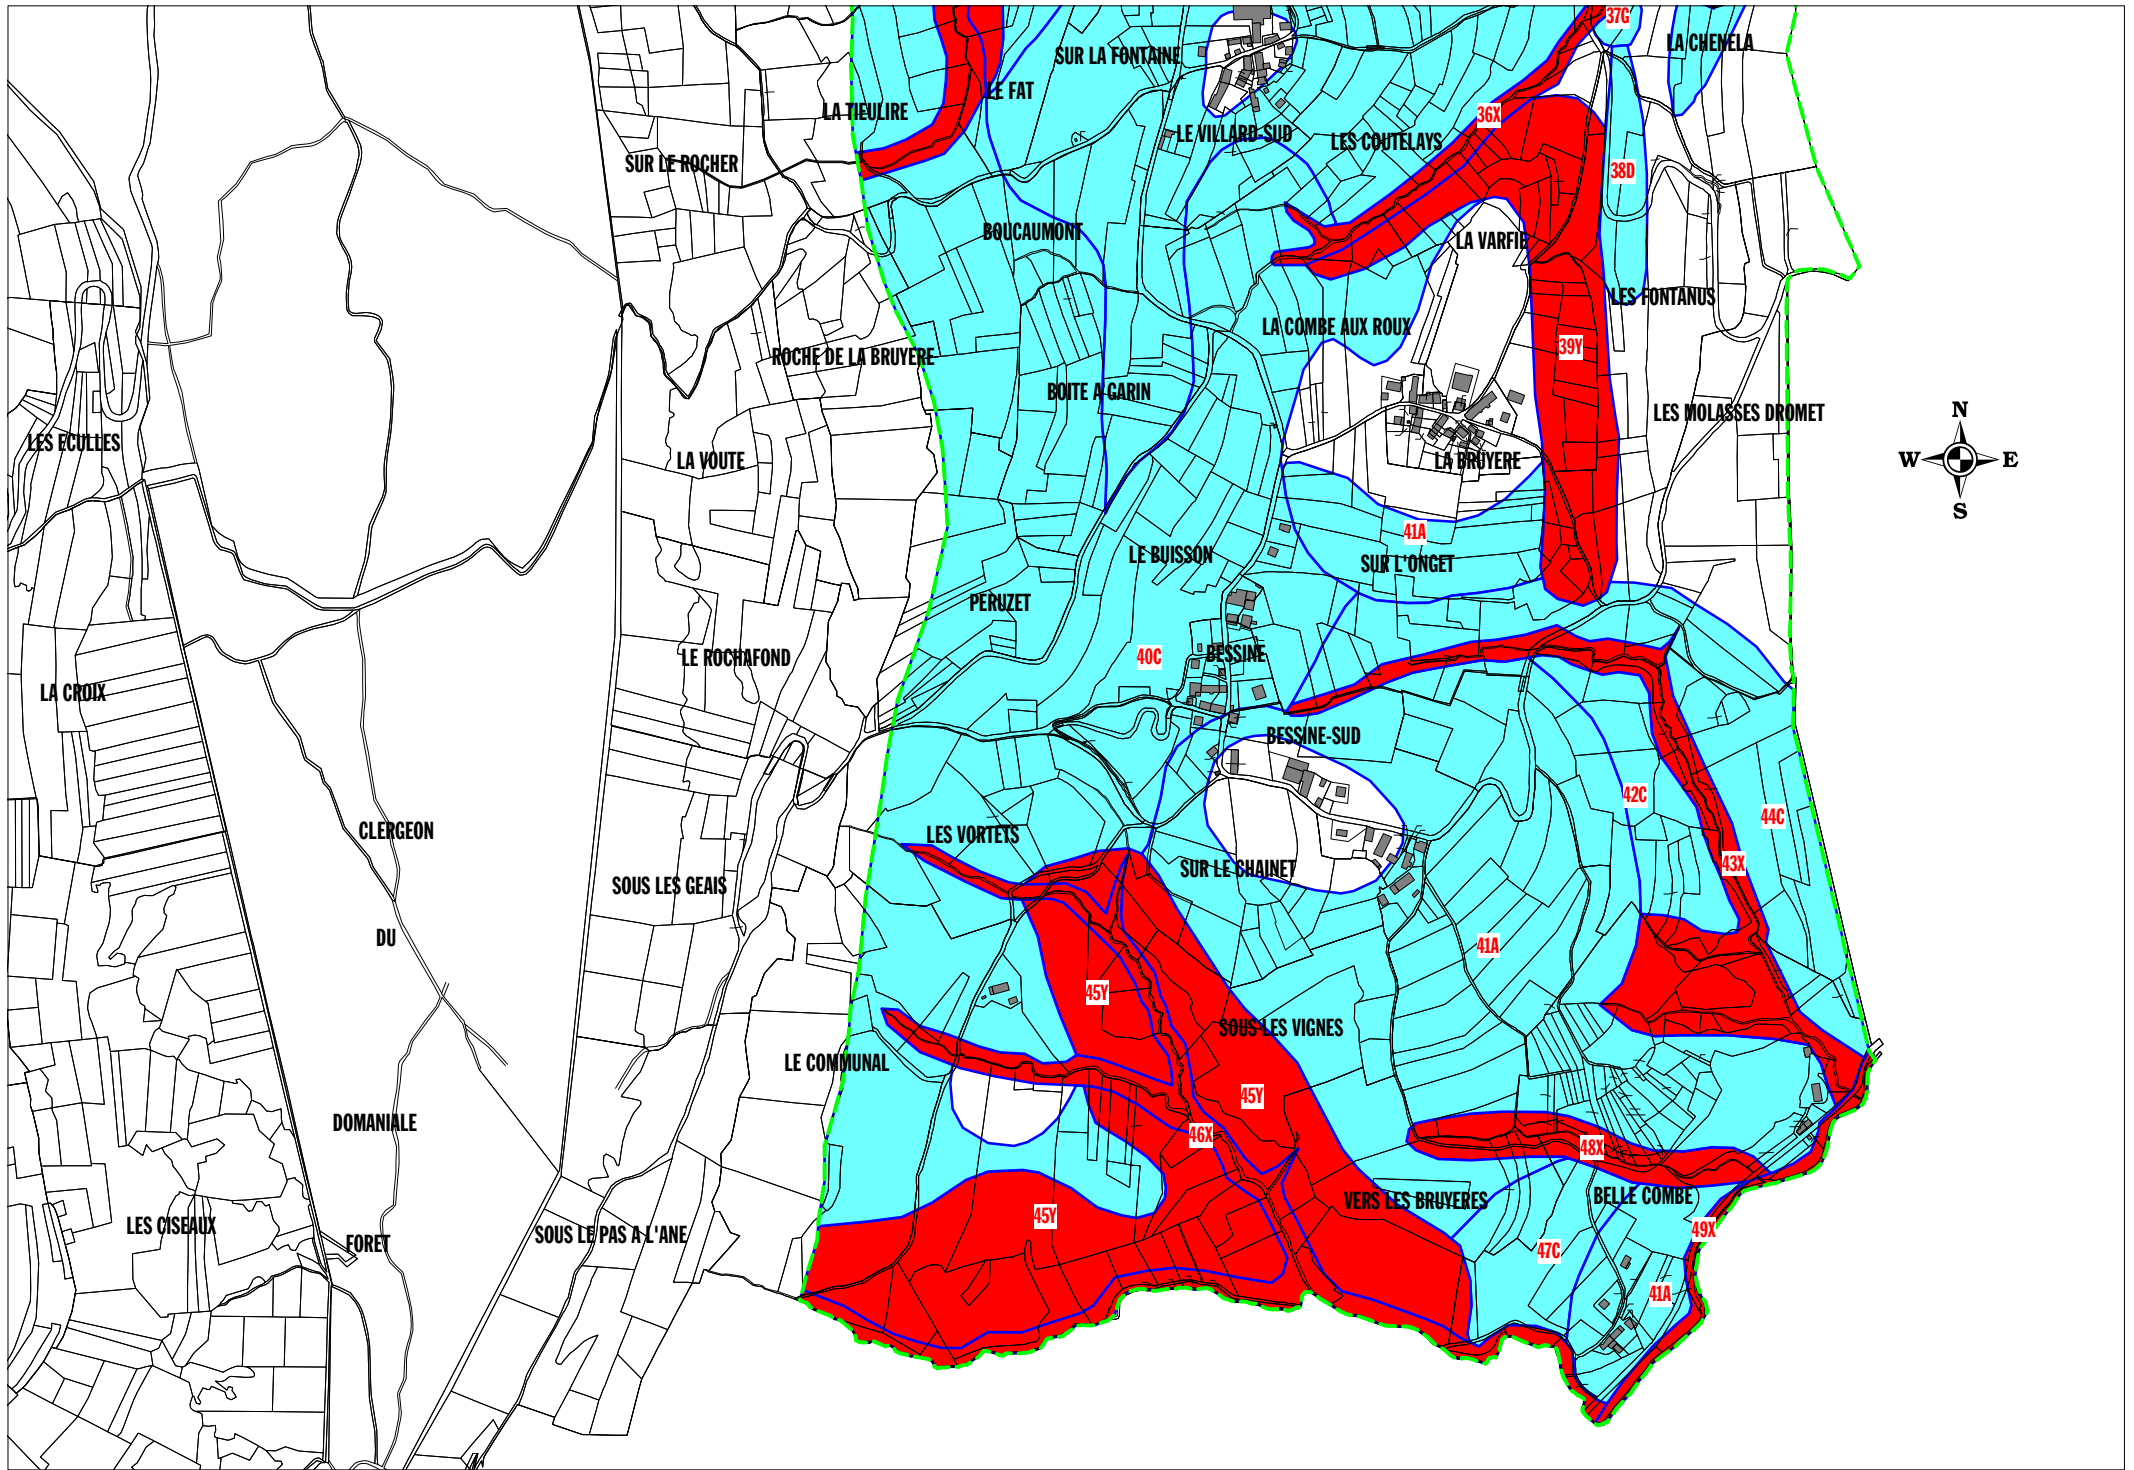 37G
LA CHENELA
SUR LA FONTAINE
LE FAT
LA TIEULIRE
36X
LE VILLARD-SUD
LES COUTELAYS
SUR LE ROCHER
38D
BOUCAUMONT
LA VARFIE
LES FONTANUS
LA COMBE AUX ROUX
ROCHE DE LA BRUYERE
39Y
BOITE A GARIN
LES MOLASSES DROMET
N
W
E
S
LES ECULLES
LA VOUTE
LA BRUYERE
41A
LE BUISSON
SUR L'ONGET
PERUZET
LE ROCHAFOND
40C
BESSINE
LA CROIX
BESSINE-SUD
42C
44C
CLERGEON
LES VORTETS
43X
SUR LE CHAINET
SOUS LES GEAIS
DU
41A
45Y
SOUS LES VIGNES
LE COMMUNAL
45Y
DOMANIALE
46X
48X
BELLE COMBE
VERS LES BRUYERES
45Y
LES CISEAUX
FORET
SOUS LE PAS A L'ANE
49X
47C
41A